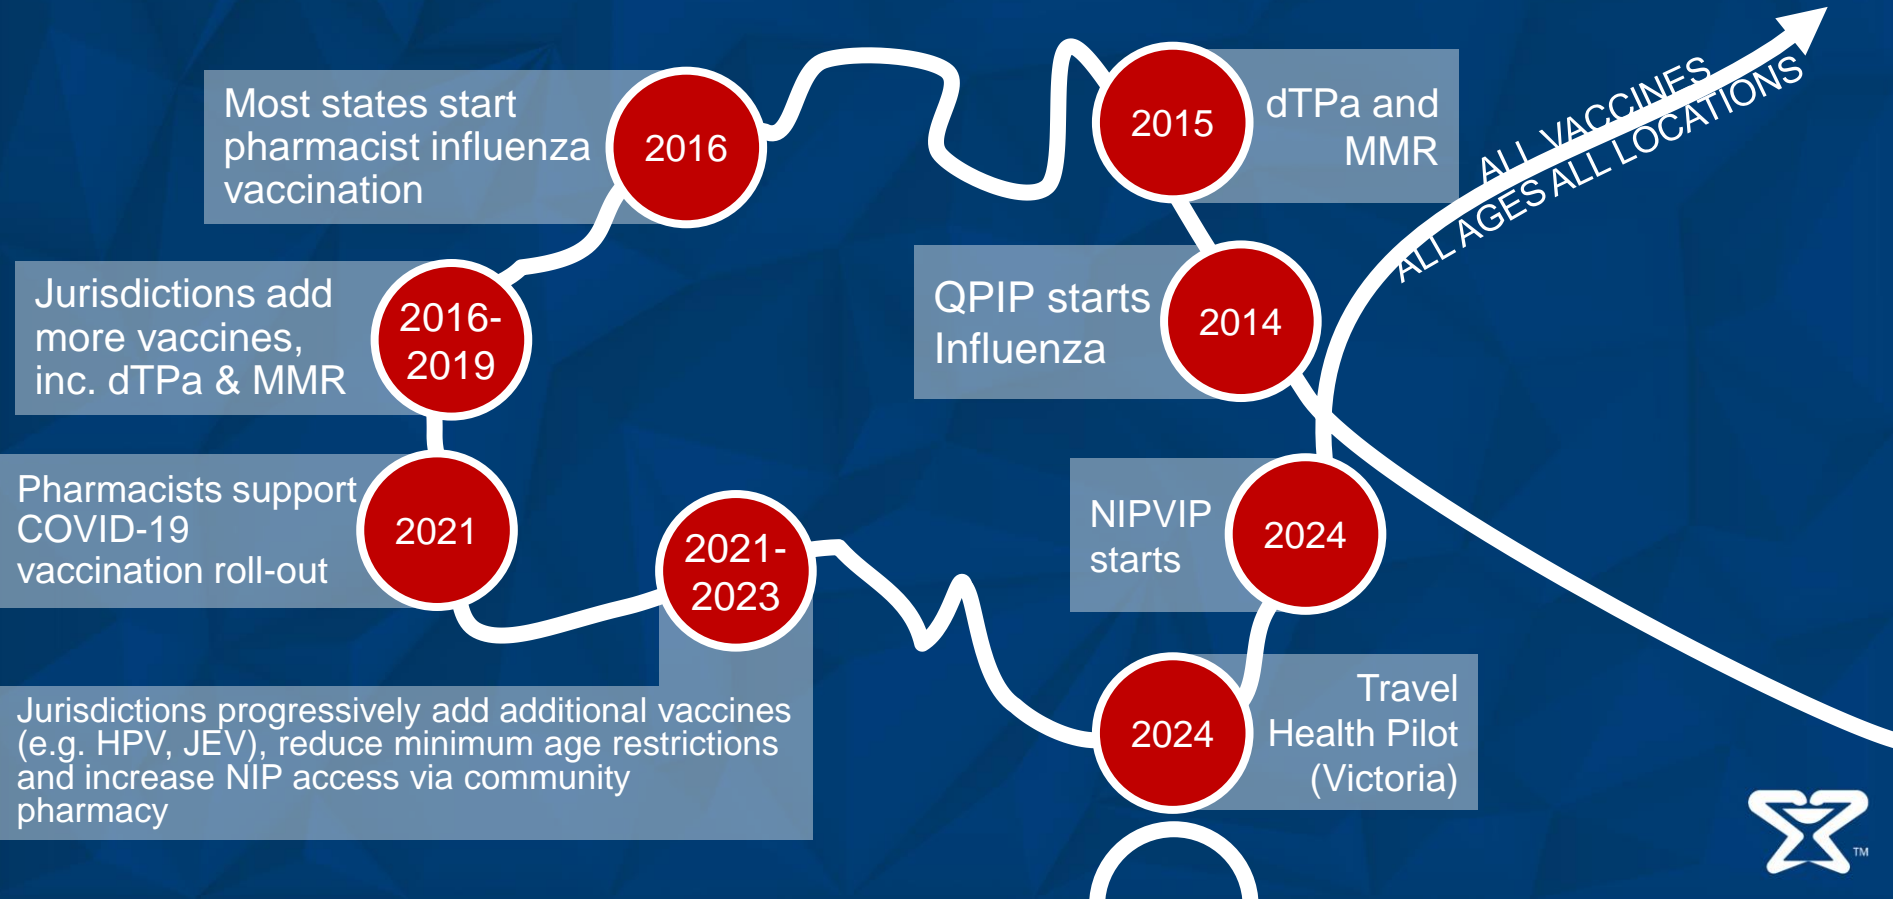 Most states start
pharmacist influenza
vaccination
2016
2015
dTPa and
MMR
ALL VACCINES
ALL AGES ALL LOCATIONS
Jurisdictions add
more vaccines,
inc. dTPa & MMR
2016-
2019
QPIP starts
Influenza
2014
Pharmacists support
COVID-19
vaccination roll-out
2021
2021-
2023
NIPVIP
starts
2024
Jurisdictions progressively add additional vaccines
(e.g. HPV, JEV), reduce minimum age restrictions
and increase NIP access via community
pharmacy
2024
Travel
Health Pilot
(Victoria)
TM